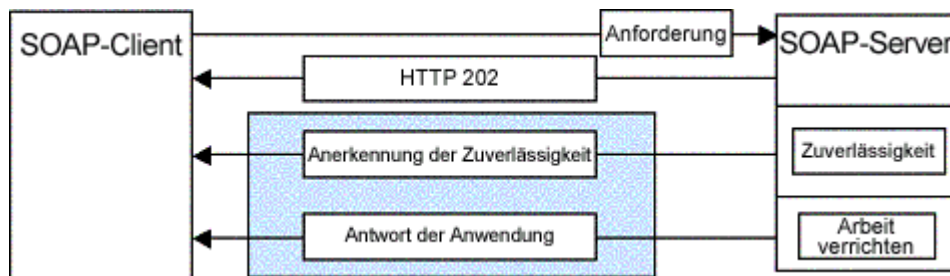 SOAP-Client
Anforderung
SOAP-Server
HTTP 202
Anerkennung der Zuverlässigkeit
Zuverlässigkeit
Antwort der Anwendung
Arbeit
verrichten